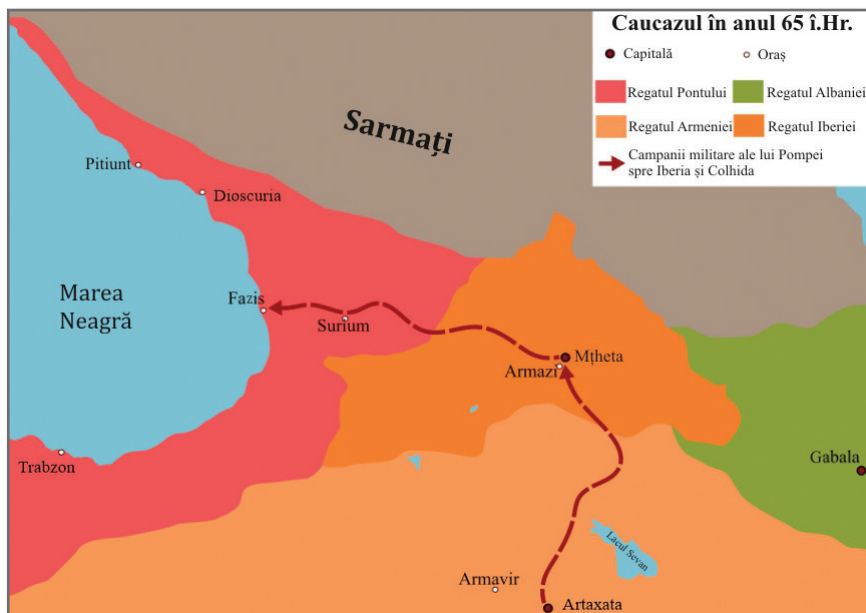 Caucazul în anul 65 î.Hr.
Capitală
Oraș
Regatul Pontului
Regatul Albaniei
Regatul Armeniei
Regatul Iberiei
Campanii militare ale lui Pompei
spre Iberia și Colhida
Sarmați
Pitiunt
Dioscuria
Marea
Neagră
Fazis
Surium
Mțheta
Armazi
Trabzon
Gabala
Lacul Sevan
Armavir
Artaxata